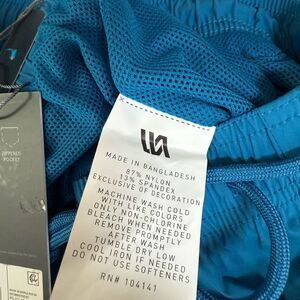 MADE IN BANGLADESH
87% NYLON
13% SPANDEX
EXCLUSIVE OF DECORATION
MACHINE WASH COLD
WITH LIKE COLORS
ONLY NON-CHLORINE
BLEACH WHEN NEEDED
REMOVE PROMPTLY
AFTER WASH
TUMBLE DRY LOW
COOL IRON IF NEEDED
DO NOT USE SOFTENERS
RN# 104141
ZIPPERED
POCKET